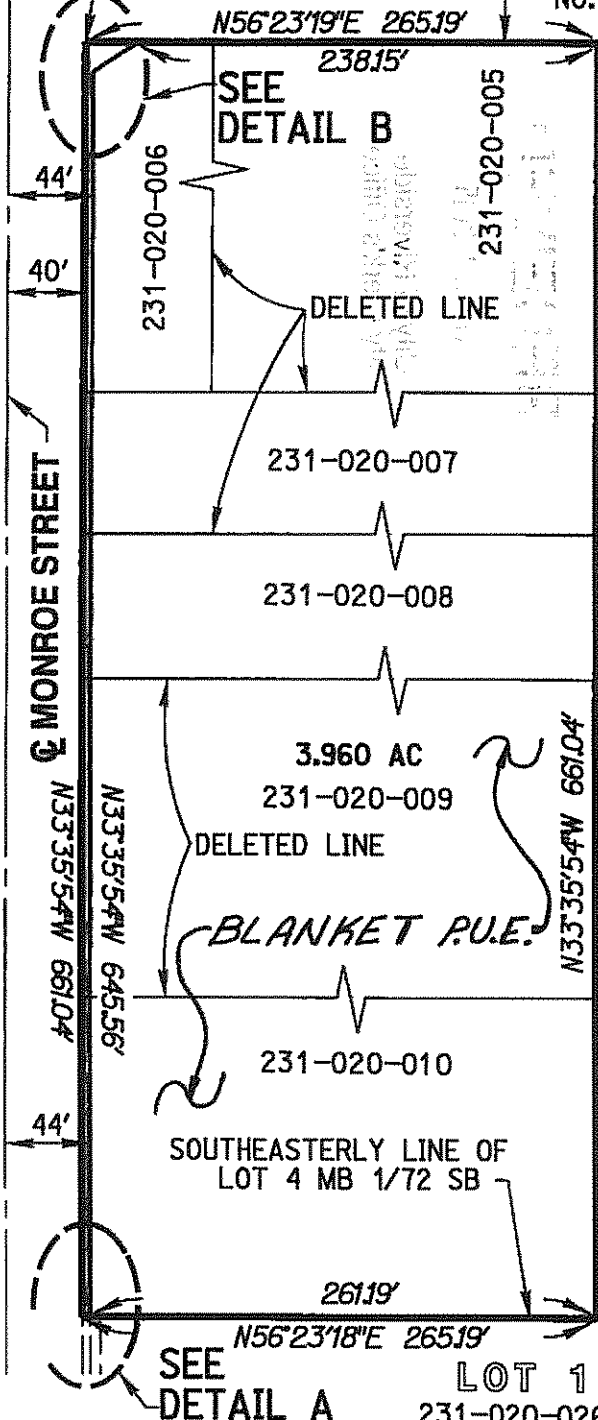 No.
N56°23'19"E 265.19'
238.15'
SEE
DETAIL B
231-020-005
231-020-006
44'
40'
DELETED LINE
231-020-007
231-020-008
℄ MONROE STREET
3.960 AC
231-020-009
DELETED LINE
N33°35'54"W 661.04'
N33°35'54"W 645.56'
N33°35'54"W 661.04'
BLANKET P.U.E.
231-020-010
44'
SOUTHEASTERLY LINE OF
LOT 4 MB 1/72 SB
261.19'
N56°23'18"E 265.19'
SEE
DETAIL A
LOT 1